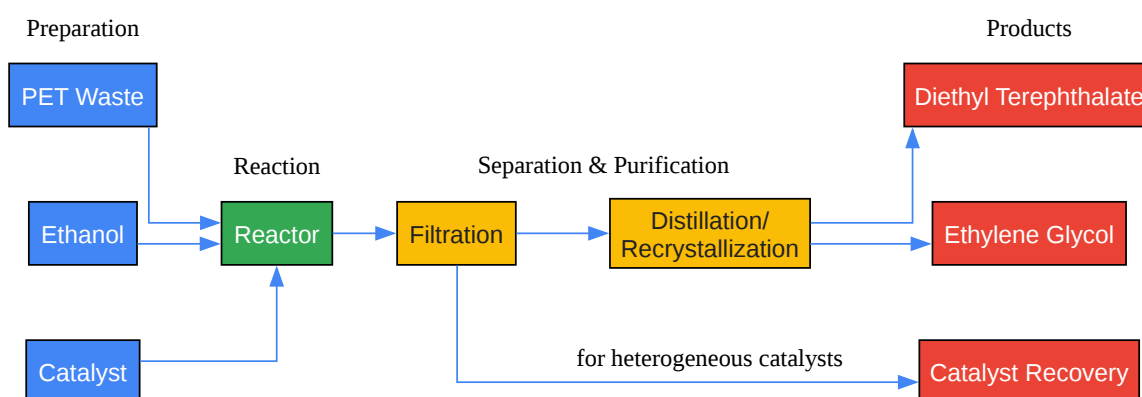 Preparation
Products
PET Waste
Diethyl Terephthalate
Reaction
Separation & Purification
Ethanol
Reactor
Filtration
Distillation/
Recrystallization
Ethylene Glycol
for heterogeneous catalysts
Catalyst
Catalyst Recovery